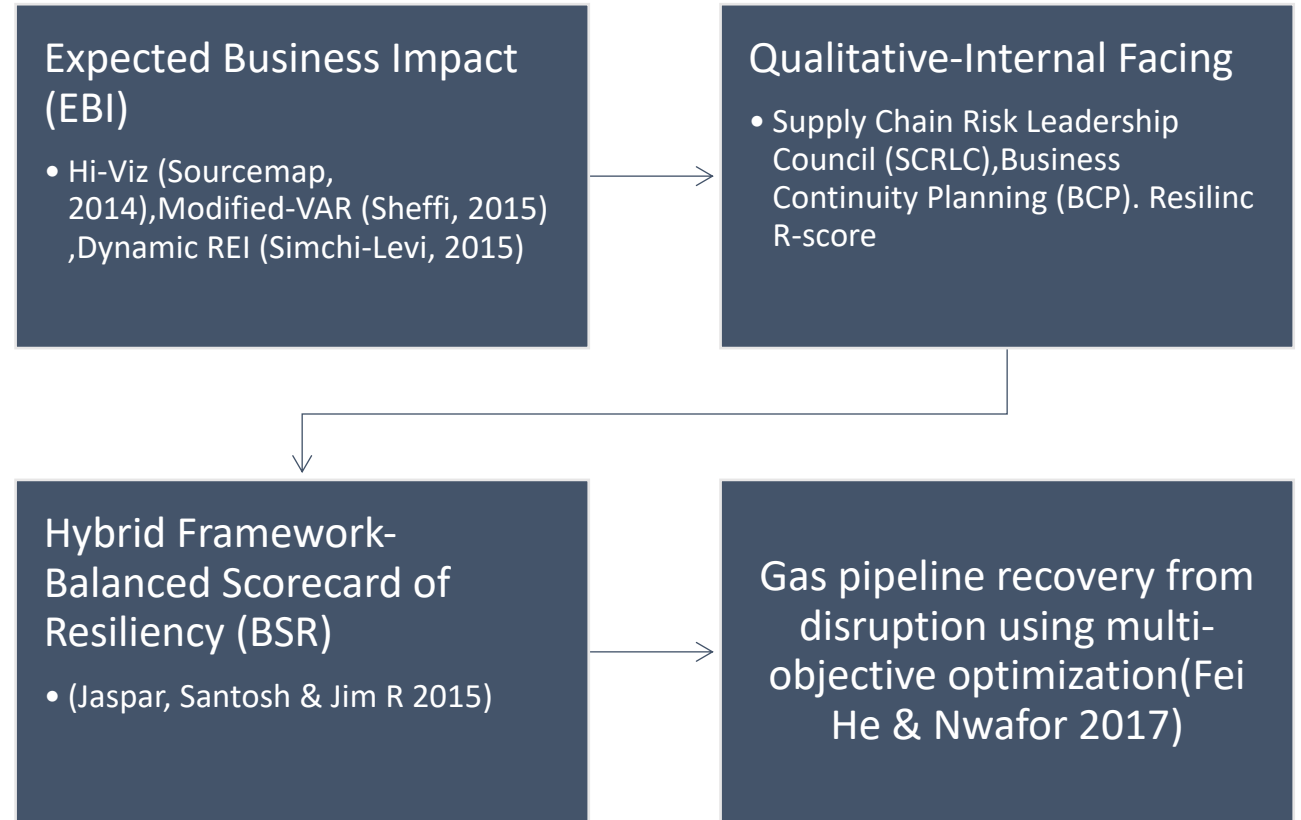 Expected Business Impact
(EBI)
• Hi-Viz (Sourcemap,
2014),Modified-VAR (Sheffi, 2015)
,Dynamic REI (Simchi-Levi, 2015)
Qualitative-Internal Facing
• Supply Chain Risk Leadership
Council (SCRLC),Business
Continuity Planning (BCP). Resilinc
R-score
Hybrid Framework-
Balanced Scorecard of
Resiliency (BSR)
• (Jaspar, Santosh & Jim R 2015)
Gas pipeline recovery from
disruption using multi-
objective optimization(Fei
He & Nwafor 2017)